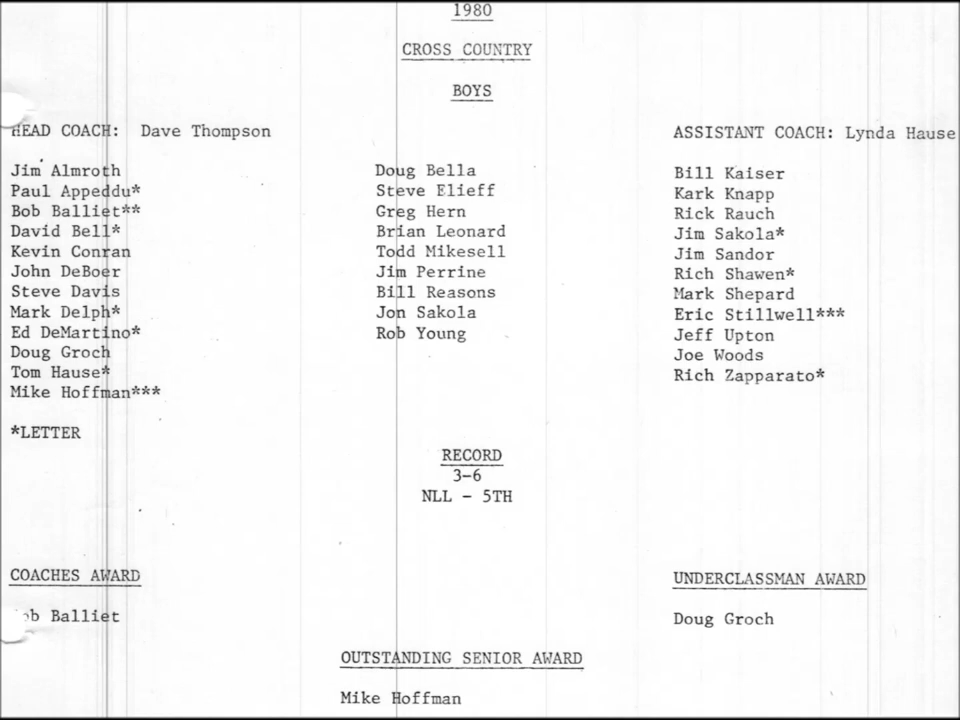 1980
CROSS COUNTRY
BOYS
HEAD COACH: Dave Thompson
ASSISTANT COACH: Lynda Hause
Jim Almroth
Paul Appeddu*
Bob Balliet**
David Bell*
Kevin Conran
John DeBoer
Steve Davis
Mark Delph*
Ed DeMartino*
Doug Groch
Tom Hause*
Mike Hoffman***
*LETTER
Doug Bella
Steve Elieff
Greg Hern
Brian Leonard
Todd Mikesell
Jim Perrine
Bill Reasons
Jon Sakola
Rob Young
Bill Kaiser
Kark Knapp
Rick Rauch
Jim Sakola*
Jim Sandor
Rich Shawen*
Mark Shepard
Eric Stillwell***
Jeff Upton
Joe Woods
Rich Zapparato*
RECORD
3-6
NLL - 5TH
COACHES AWARD
Bob Balliet
UNDERCLASSMAN AWARD
Doug Groch
OUTSTANDING SENIOR AWARD
Mike Hoffman